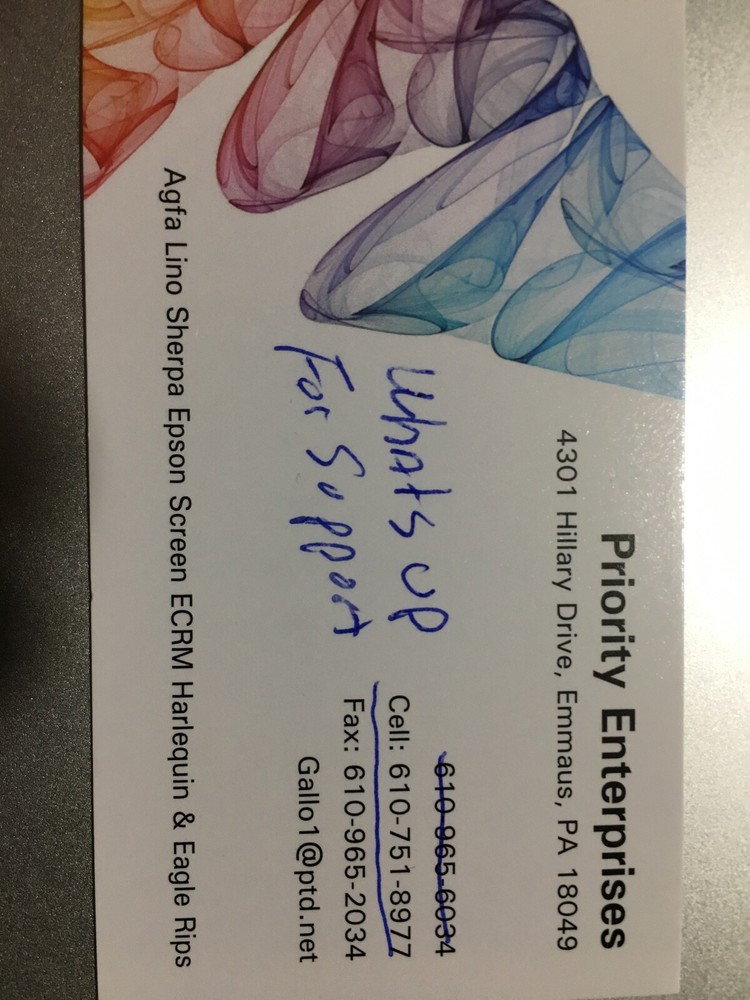 Priority Enterprises
4301 Hillary Drive, Emmaus, PA 18049
610-965-6034
Whats up
Cell: 610-751-8977
For Support
Fax: 610-965-2034
Gallo1@ptd.net
Agfa Lino Sherpa Epson Screen ECRM Harlequin & Eagle Rips